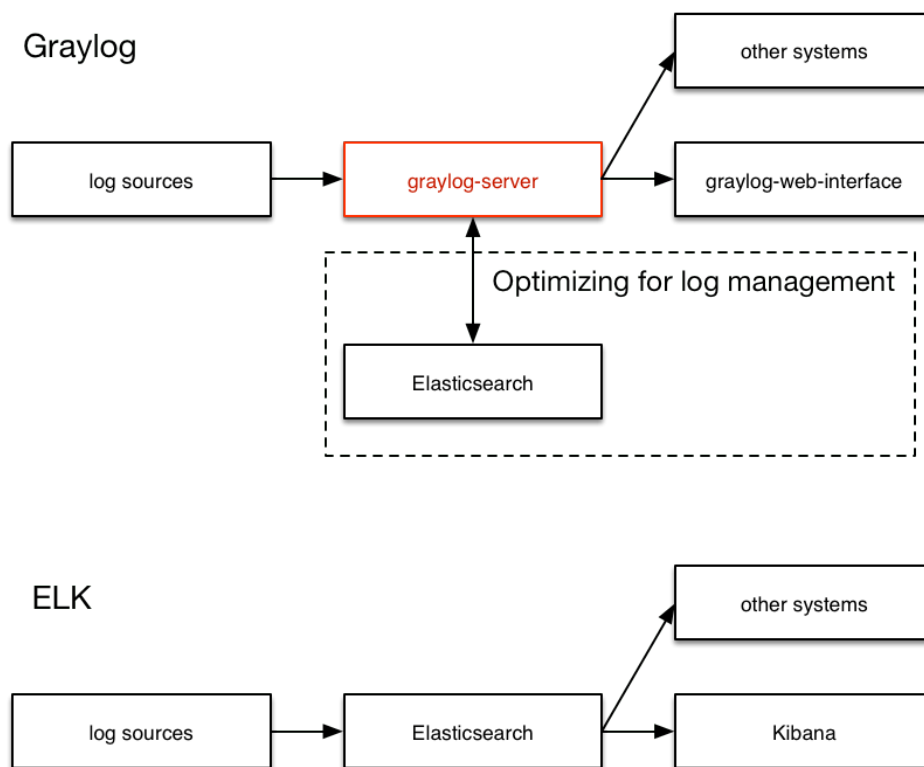 Graylog
other systems
log sources
graylog-server
graylog-web-interface
Optimizing for log management
Elasticsearch
ELK
other systems
log sources
Elasticsearch
Kibana